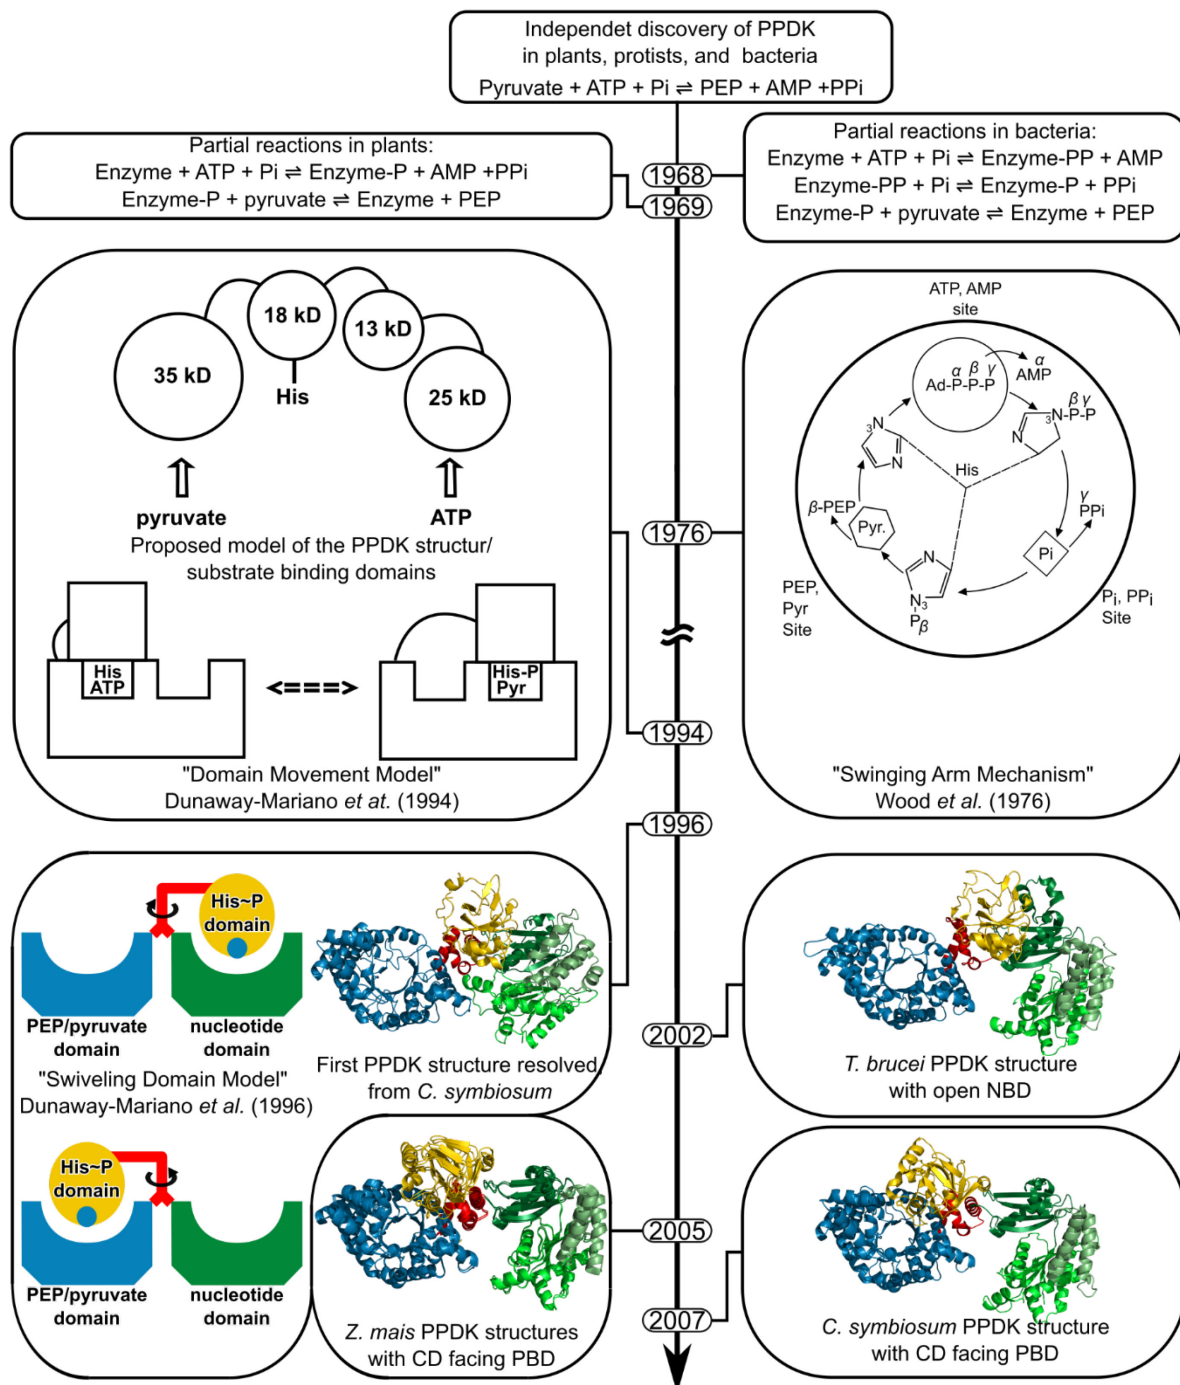 Independet discovery of PPDK
in plants, protists, and bacteria
Pyruvate + ATP + Pi ⇌ PEP + AMP +PPi
Partial reactions in plants:
Enzyme + ATP + Pi ⇌ Enzyme-P + AMP +PPi
Enzyme-P + pyruvate ⇌ Enzyme + PEP
Partial reactions in bacteria:
Enzyme + ATP + Pi ⇌ Enzyme-PP + AMP
Enzyme-PP + Pi ⇌ Enzyme-P + PPi
Enzyme-P + pyruvate ⇌ Enzyme + PEP
1968
1969
35 kD
18 kD
13 kD
25 kD
His
pyruvate
ATP
Proposed model of the PPDK structur/
substrate binding domains
His
ATP
<===>
His-P
Pyr
"Domain Movement Model"
Dunaway-Mariano et at. (1994)
1976
ATP, AMP
site
α β γ
Ad-P-P-P
α
AMP
β γ
3N-P-P
N
3N
N
His
β-PEP
Pyr.
γ
PPi
Pi
N3
Pβ
N
PEP,
Pyr
Site
Pi, PPi
Site
"Swinging Arm Mechanism"
Wood et al. (1976)
1994
1996
His~P
domain
PEP/pyruvate
domain
nucleotide
domain
"Swiveling Domain Model"
Dunaway-Mariano et al. (1996)
First PPDK structure resolved,
from C. symbiosum
2002
T. brucei PPDK structure
with open NBD
His~P
domain
PEP/pyruvate
domain
nucleotide
domain
Z. mais PPDK structures
with CD facing PBD
2005
2007
C. symbiosum PPDK structure
with CD facing PBD